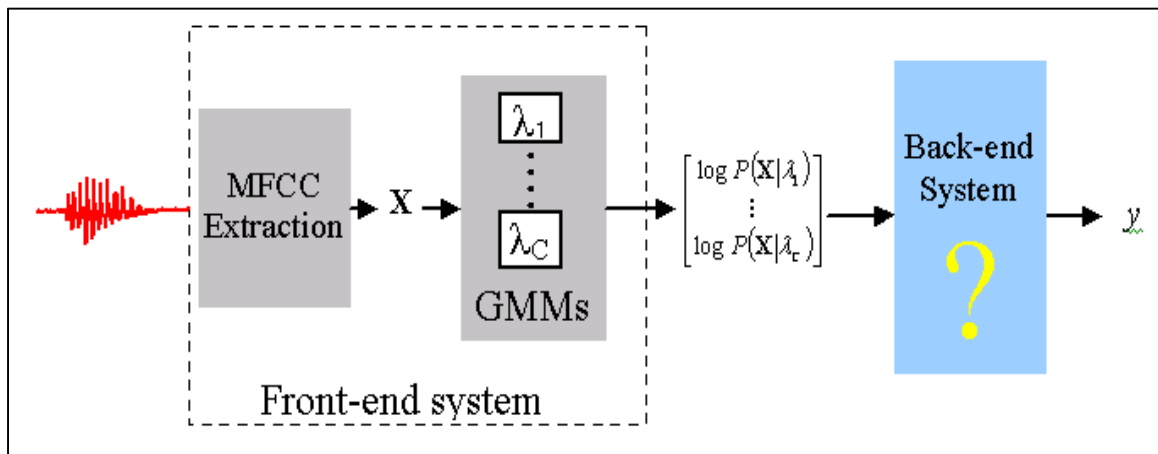 MFCC
Extraction
X
λ1
λC
GMMs
Front-end system
log P(X|λ1)
⋮
log P(X|λc)
Back-end
System
?
y